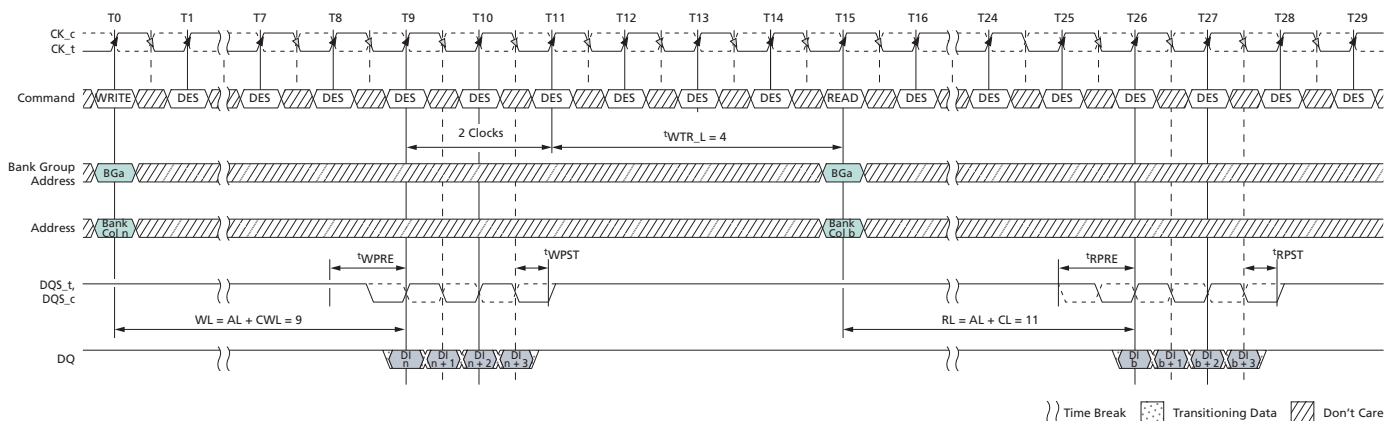 T0 T1 T7 T8 T9 T10 T11 T12 T13 T14 T15 T16 T24 T25 T26 T27 T28 T29
CK_c
CK_t
Command WRITE DES DES DES DES DES DES DES DES DES READ DES DES DES DES DES DES DES
2 Clocks
tWTR_L = 4
Bank Group
Address
BGa BGa
Address
Bank
Col n
Bank
Col b
tWPRE tWPST tRPRE tRPST
DQS_t,
DQS_c
WL = AL + CWL = 9 RL = AL + CL = 11
DQ
DI
n
DI
n + 1
DI
n + 2
DI
n + 3
DI
b
DI
b + 1
DI
b + 2
DI
b + 3
Time Break Transitioning Data Don't Care